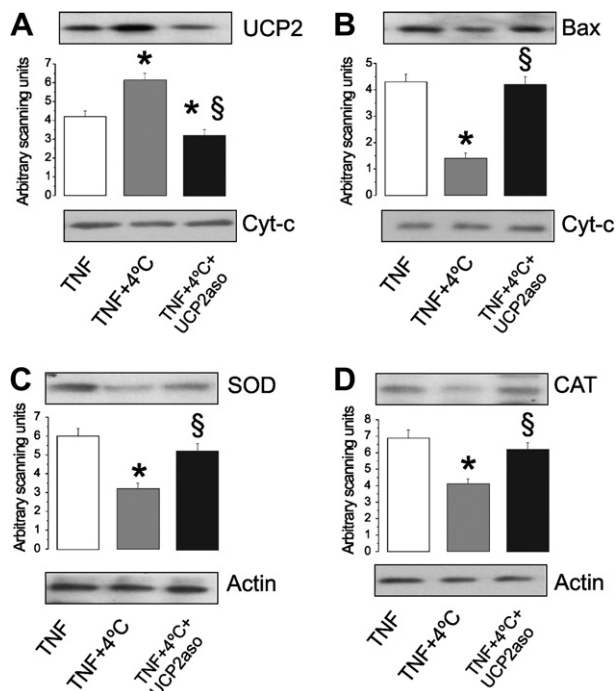 A
UCP2
Arbitrary scanning units
7
6
5
4
3
2
1
0
*
* §
Cyt-c
TNF
TNF+4ºC
TNF+4ºC+
UCP2aso
B
Bax
Arbitrary scanning units
5
4
3
2
1
0
*
§
Cyt-c
TNF
TNF+4ºC
TNF+4ºC+
UCP2aso
C
SOD
Arbitrary scanning units
7
6
5
4
3
2
1
0
*
§
Actin
TNF
TNF+4ºC
TNF+4ºC+
UCP2aso
D
CAT
Arbitrary scanning units
8
7
6
5
4
3
2
1
0
*
§
Actin
TNF
TNF+4ºC
TNF+4ºC+
UCP2aso